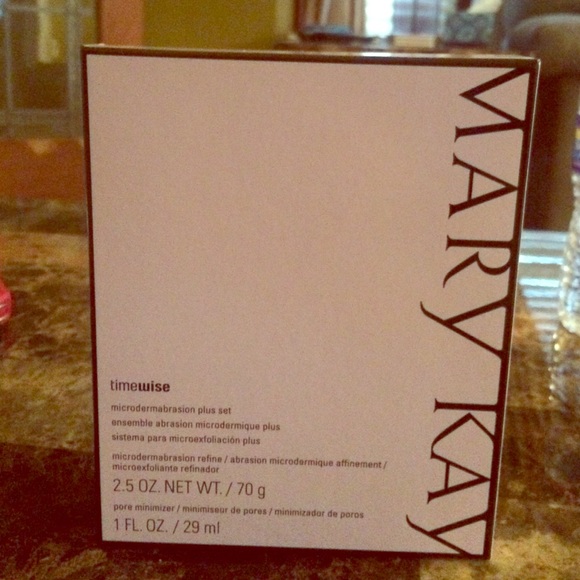 MARY KAY
timewise
microdermabrasion plus set
ensemble abrasion microdermique plus
sistema para microexfoliación plus
microdermabrasion refine / abrasion microdermique affinement /
microexfoliante refinador
2.5 OZ. NET WT. / 70 g
pore minimizer / minimiseur de pores / minimizador de poros
1 FL. OZ. / 29 ml